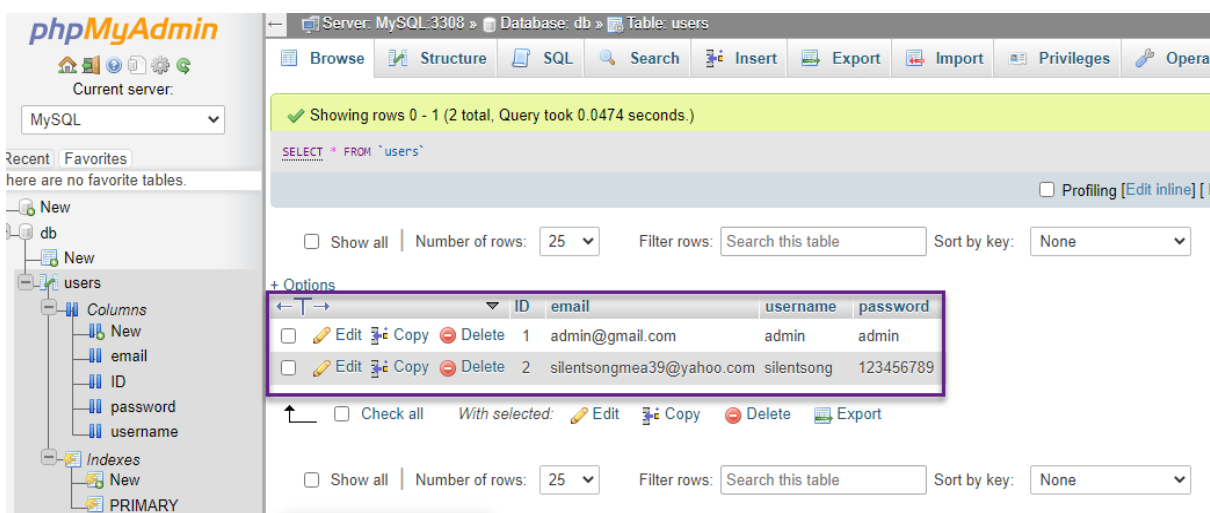 phpMyAdmin
Current server:
MySQL
Recent Favorites
here are no favorite tables.
New
db
New
users
Columns
New
email
ID
password
username
Indexes
New
PRIMARY
Server: MySQL:3308 » Database: db » Table: users
Browse Structure SQL Search Insert Export Import Privileges Opera
Showing rows 0 - 1 (2 total, Query took 0.0474 seconds.)
SELECT * FROM `users`
Profiling [Edit inline] [
Show all Number of rows: 25 Filter rows: Search this table Sort by key: None
+ Options
ID email username password
Edit Copy Delete 1 admin@gmail.com admin admin
Edit Copy Delete 2 silentsongmea39@yahoo.com silentsong 123456789
Check all With selected: Edit Copy Delete Export
Show all Number of rows: 25 Filter rows: Search this table Sort by key: None